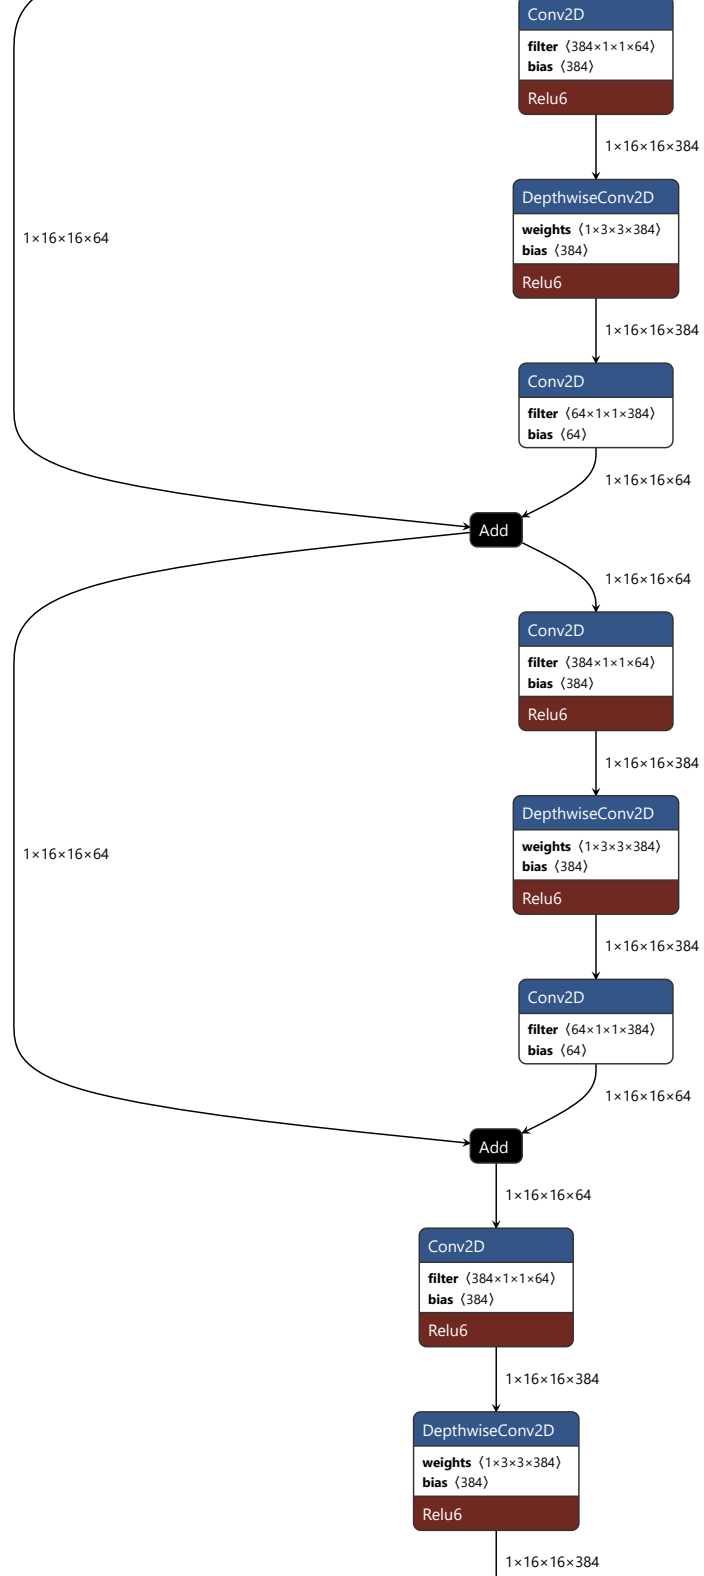 Conv2D
filter ⟨384×1×1×64⟩
bias ⟨384⟩
Relu6
1×16×16×384
DepthwiseConv2D
weights ⟨1×3×3×384⟩
bias ⟨384⟩
Relu6
1×16×16×64
1×16×16×384
Conv2D
filter ⟨64×1×1×384⟩
bias ⟨64⟩
1×16×16×64
Add
1×16×16×64
Conv2D
filter ⟨384×1×1×64⟩
bias ⟨384⟩
Relu6
1×16×16×384
DepthwiseConv2D
weights ⟨1×3×3×384⟩
bias ⟨384⟩
Relu6
1×16×16×64
1×16×16×384
Conv2D
filter ⟨64×1×1×384⟩
bias ⟨64⟩
1×16×16×64
Add
1×16×16×64
Conv2D
filter ⟨384×1×1×64⟩
bias ⟨384⟩
Relu6
1×16×16×384
DepthwiseConv2D
weights ⟨1×3×3×384⟩
bias ⟨384⟩
Relu6
1×16×16×384